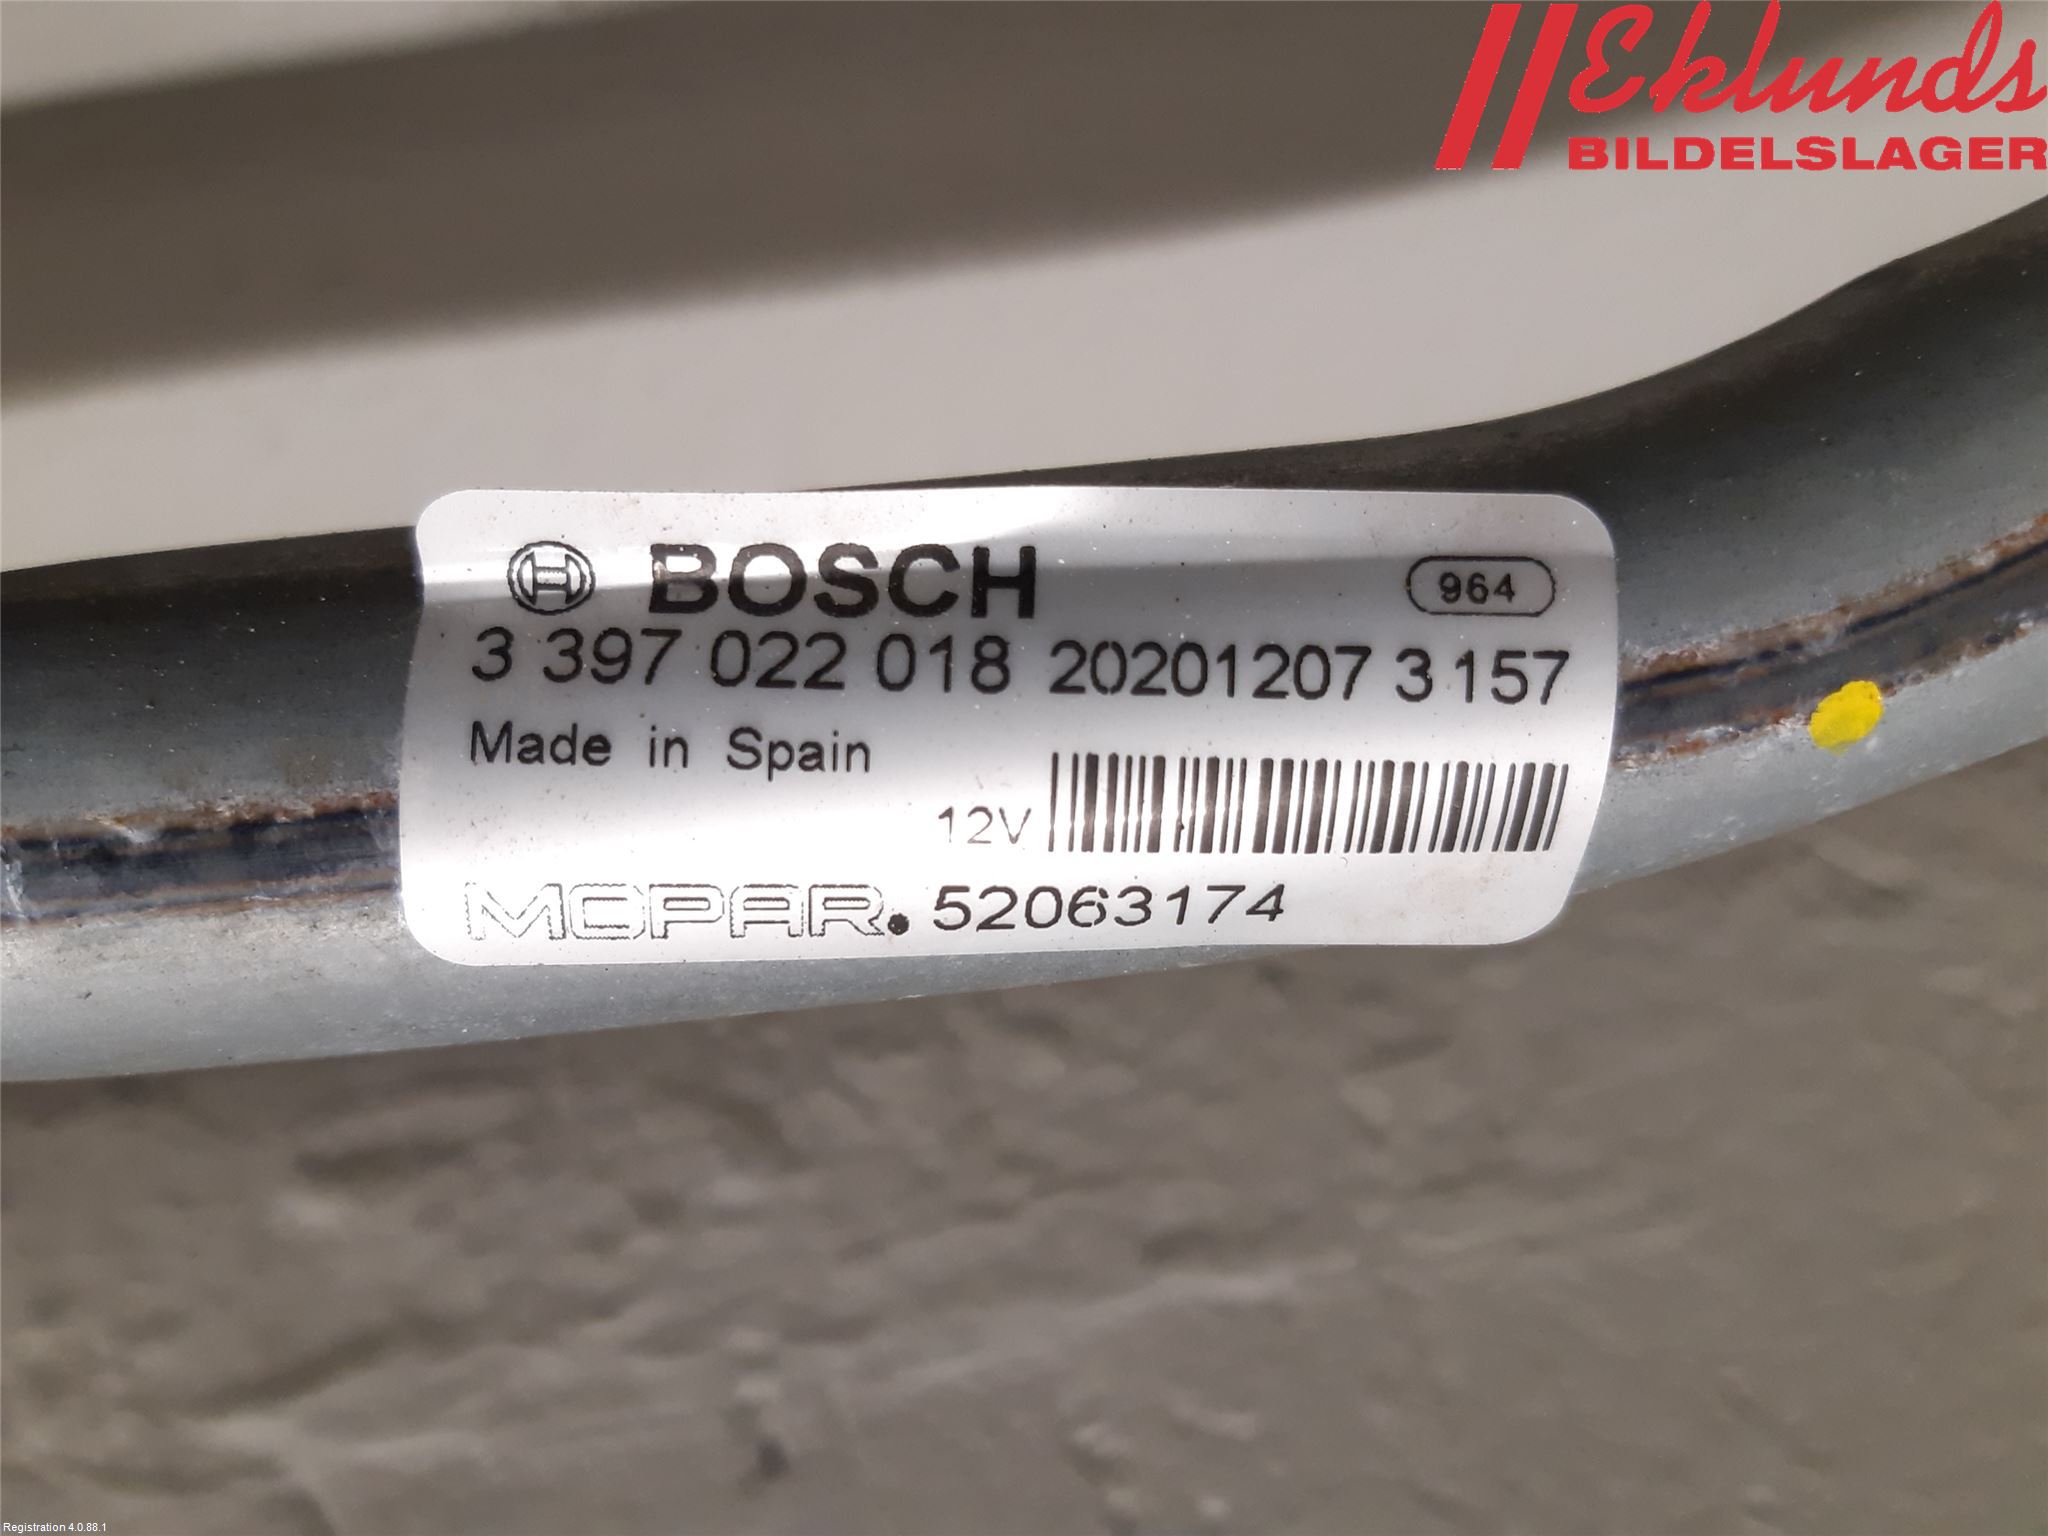 Eklunds
BILDELSLAGER
BOSCH
964
3 397 022 018 20201207 3 157
Made in Spain
12V
MOPAR. 52063174
Registration 4.0.88.1